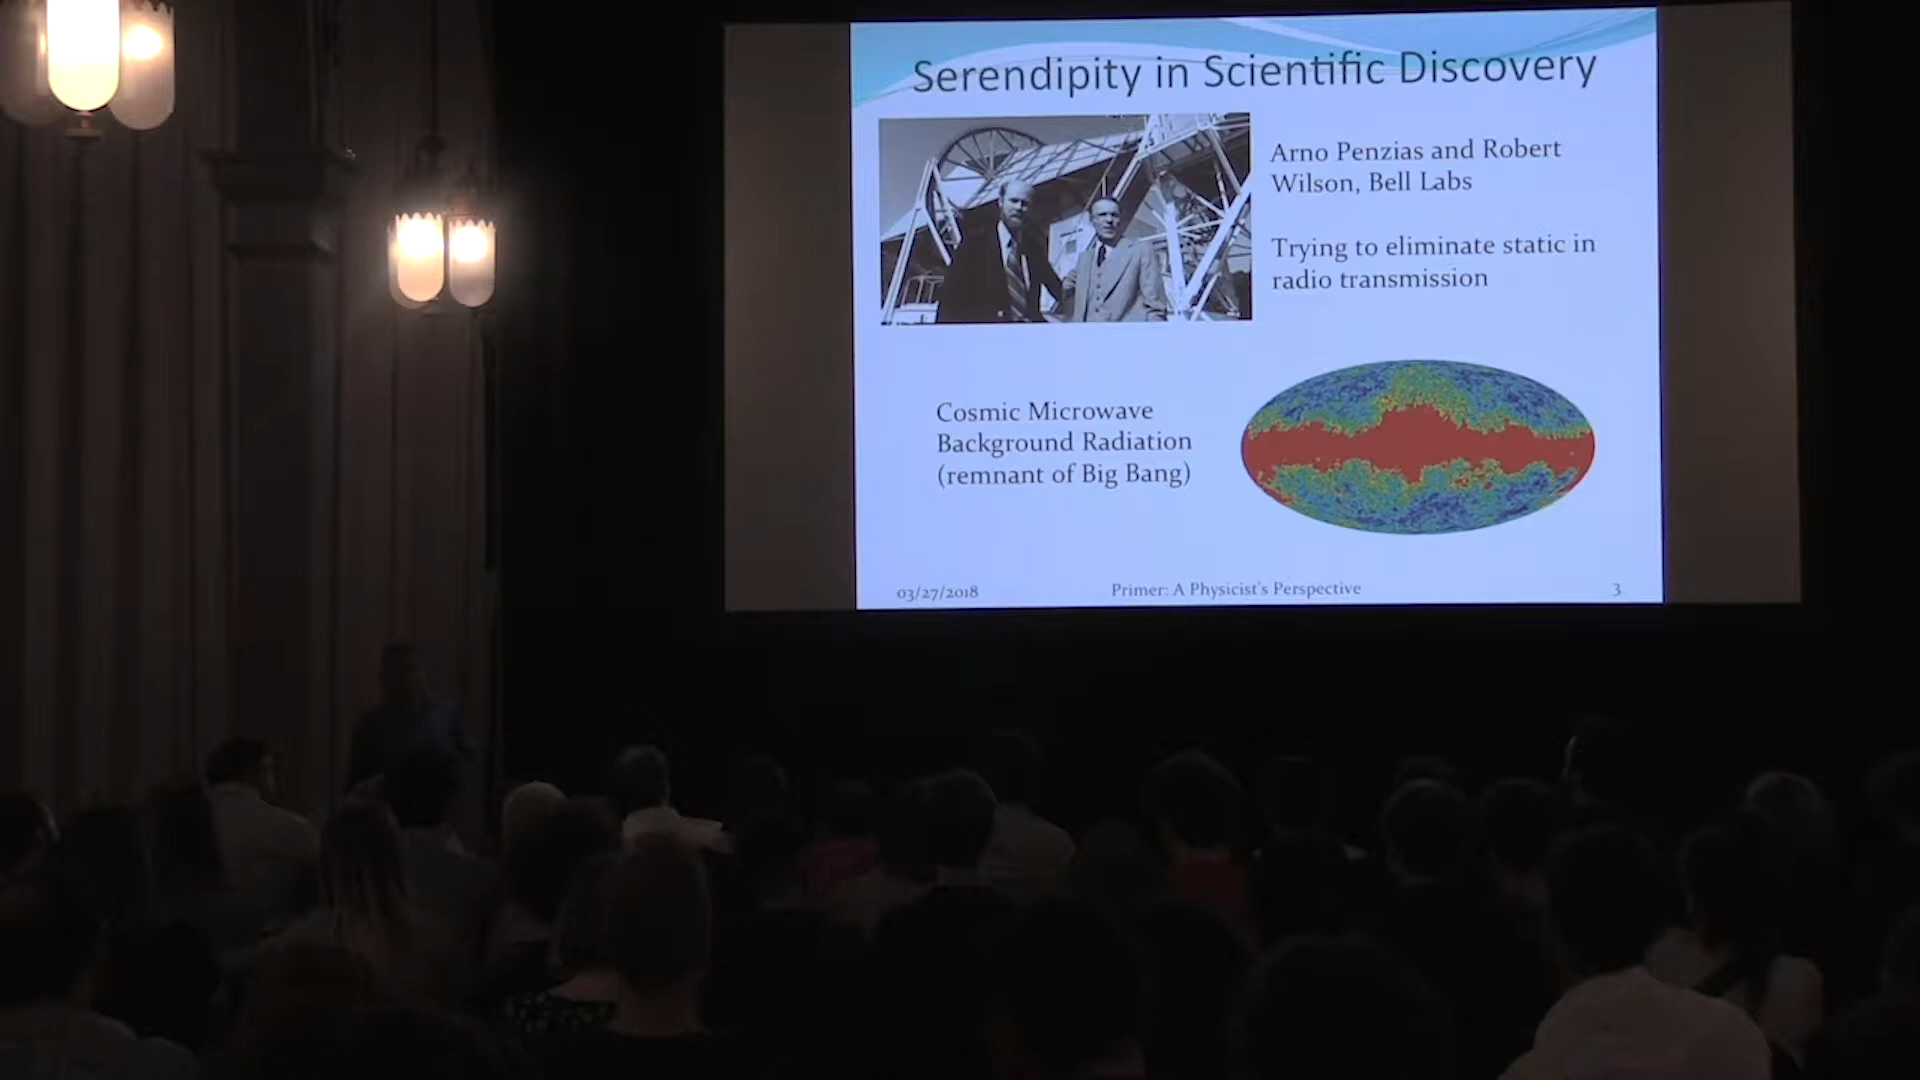 Serendipity in Scientific Discovery
Arno Penzias and Robert
Wilson, Bell Labs
Trying to eliminate static in
radio transmission
Cosmic Microwave
Background Radiation
(remnant of Big Bang)
03/27/2018
Primer: A Physicist's Perspective
3